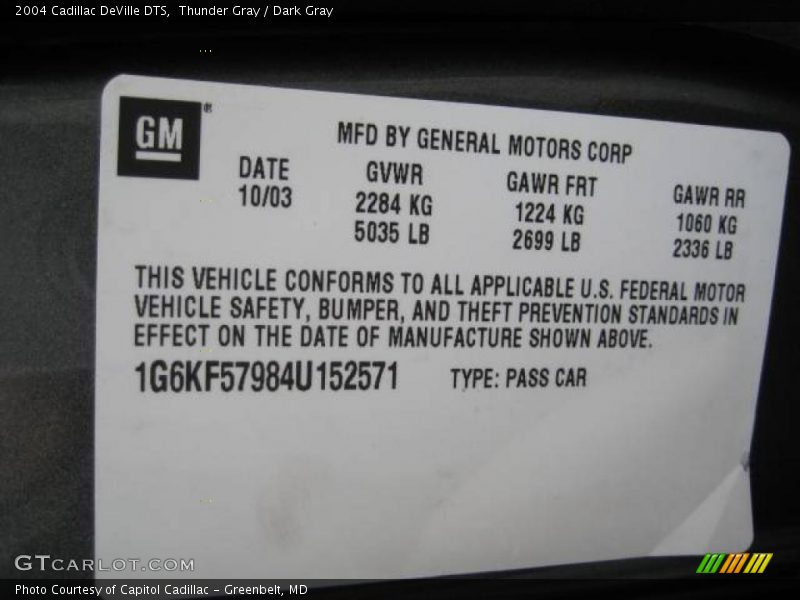 2004 Cadillac DeVille DTS,  Thunder Gray / Dark Gray
GM ®
MFD BY GENERAL MOTORS CORP
DATE GVWR GAWR FRT GAWR RR
10/03 2284 KG 1224 KG 1060 KG
5035 LB 2699 LB 2336 LB
THIS VEHICLE CONFORMS TO ALL APPLICABLE U.S. FEDERAL MOTOR
VEHICLE SAFETY, BUMPER, AND THEFT PREVENTION STANDARDS IN
EFFECT ON THE DATE OF MANUFACTURE SHOWN ABOVE.
1G6KF57984U152571 TYPE: PASS CAR
GTCARLOT.COM
Photo Courtesy of Capitol Cadillac - Greenbelt, MD